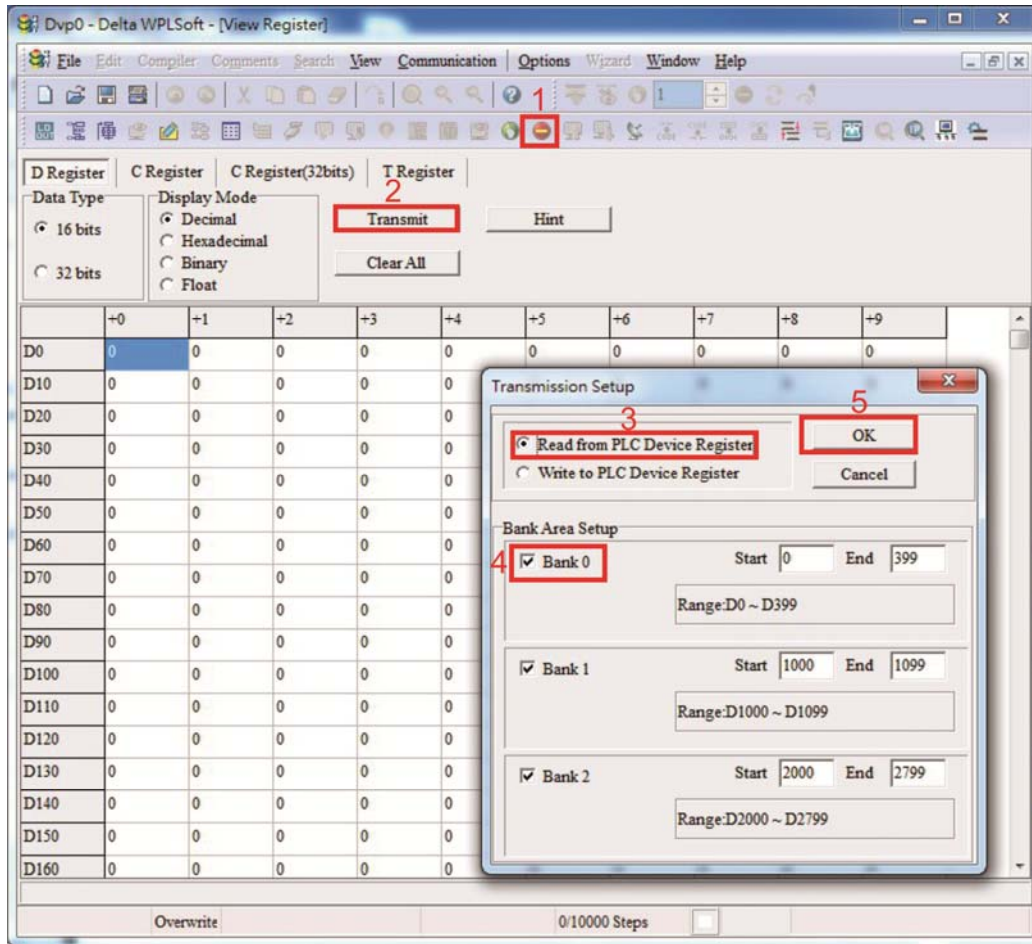 Dvp0 - Delta WPLSoft - [View Register]
File Edit Compiler Comments Search View Communication Options Wizard Window Help
1
1
D Register C Register C Register(32bits) T Register
2
Data Type Display Mode
16 bits Decimal Transmit Hint
Hexadecimal
32 bits Binary Clear All
Float
+0 +1 +2 +3 +4 +5 +6 +7 +8 +9
D0 0 0 0 0 0 0 0 0 0 0
D10 0 0 0 0 0
D20 0 0 0 0 0
D30 0 0 0 0 0
D40 0 0 0 0 0
D50 0 0 0 0 0
D60 0 0 0 0 0
D70 0 0 0 0 0
D80 0 0 0 0 0
D90 0 0 0 0 0
D100 0 0 0 0 0
D110 0 0 0 0 0
D120 0 0 0 0 0
D130 0 0 0 0 0
D140 0 0 0 0 0
D150 0 0 0 0 0
D160 0 0 0 0 0
Transmission Setup
3 5
Read from PLC Device Register OK
Write to PLC Device Register Cancel
Bank Area Setup
4 Bank 0 Start 0 End 399
Range:D0 ~ D399
Bank 1 Start 1000 End 1099
Range:D1000 ~ D1099
Bank 2 Start 2000 End 2799
Range:D2000 ~ D2799
Overwrite 0/10000 Steps